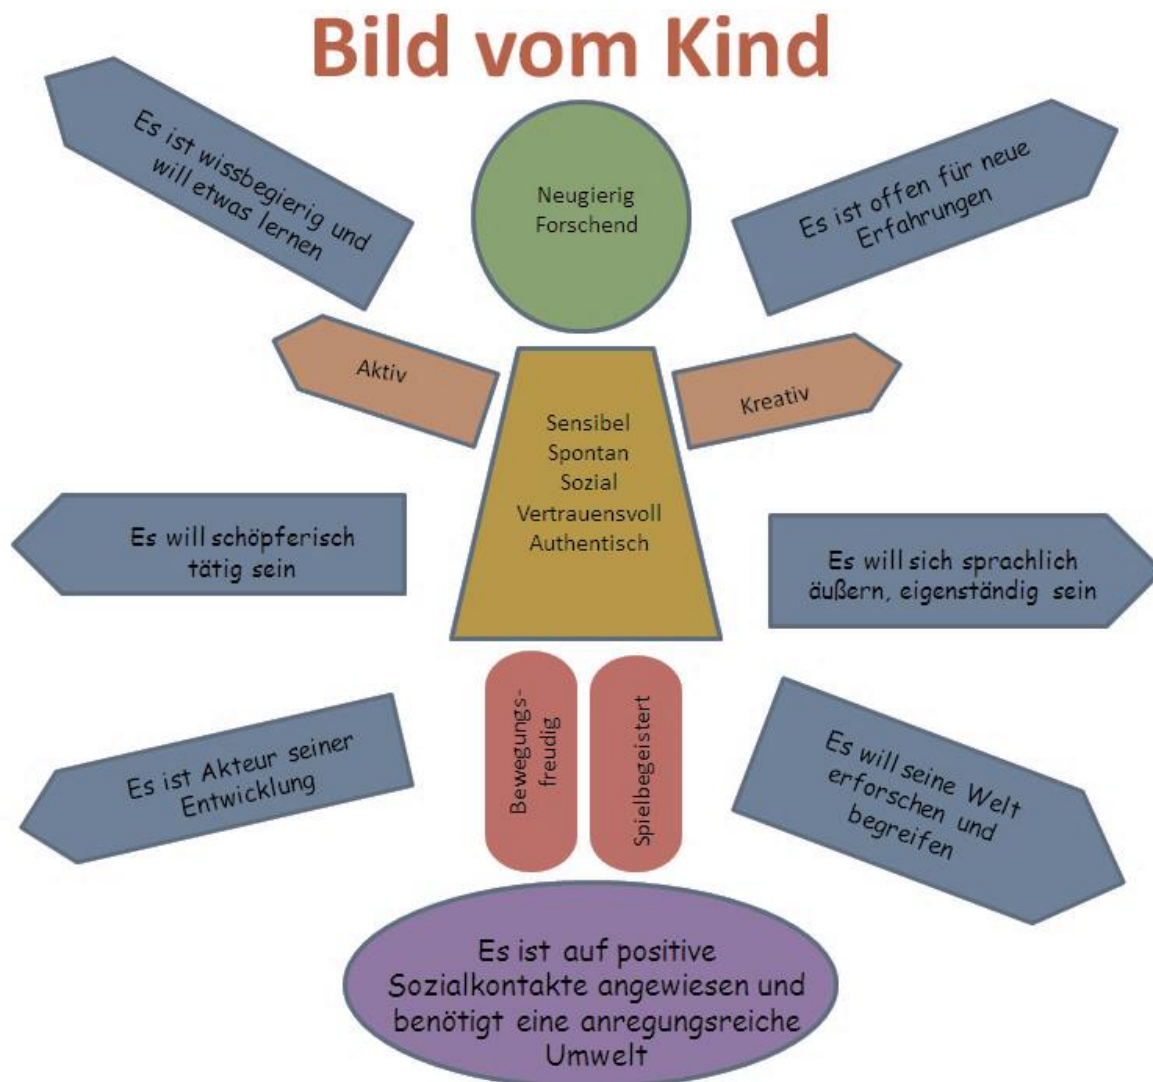 Bild vom Kind
Es ist wissbegierig und
will etwas lernen
Neugierig
Forschend
Es ist offen für neue
Erfahrungen
Aktiv
Kreativ
Sensibel
Spontan
Sozial
Vertrauensvoll
Authentisch
Es will schöpferisch
tätig sein
Es will sich sprachlich
äußern, eigenständig sein
Es ist Akteur seiner
Entwicklung
Bewegungs-
freudig
Spielbegeistert
Es will seine Welt
erforschen und
begreifen
Es ist auf positive
Sozialkontakte angewiesen und
benötigt eine anregungsreiche
Umwelt